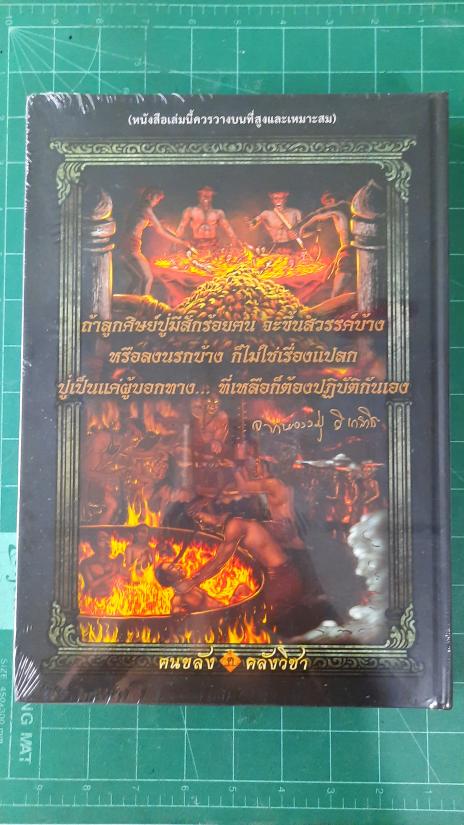 (หนังสือเล่มนี้ควรวางบนที่สูงและเหมาะสม)
ถ้าลูกศิษย์ปู่มีสักร้อยคน จะขึ้นสวรรค์บ้าง
หรือลงนรกบ้าง ก็ไม่ใช่เรื่องแปลก
ปู่เป็นแค่ผู้บอกทาง... ที่เหลือก็ต้องปฏิบัติกันเอง
คนขลัง คลังวิชา
SIZE 450x300 mm
NG MAT